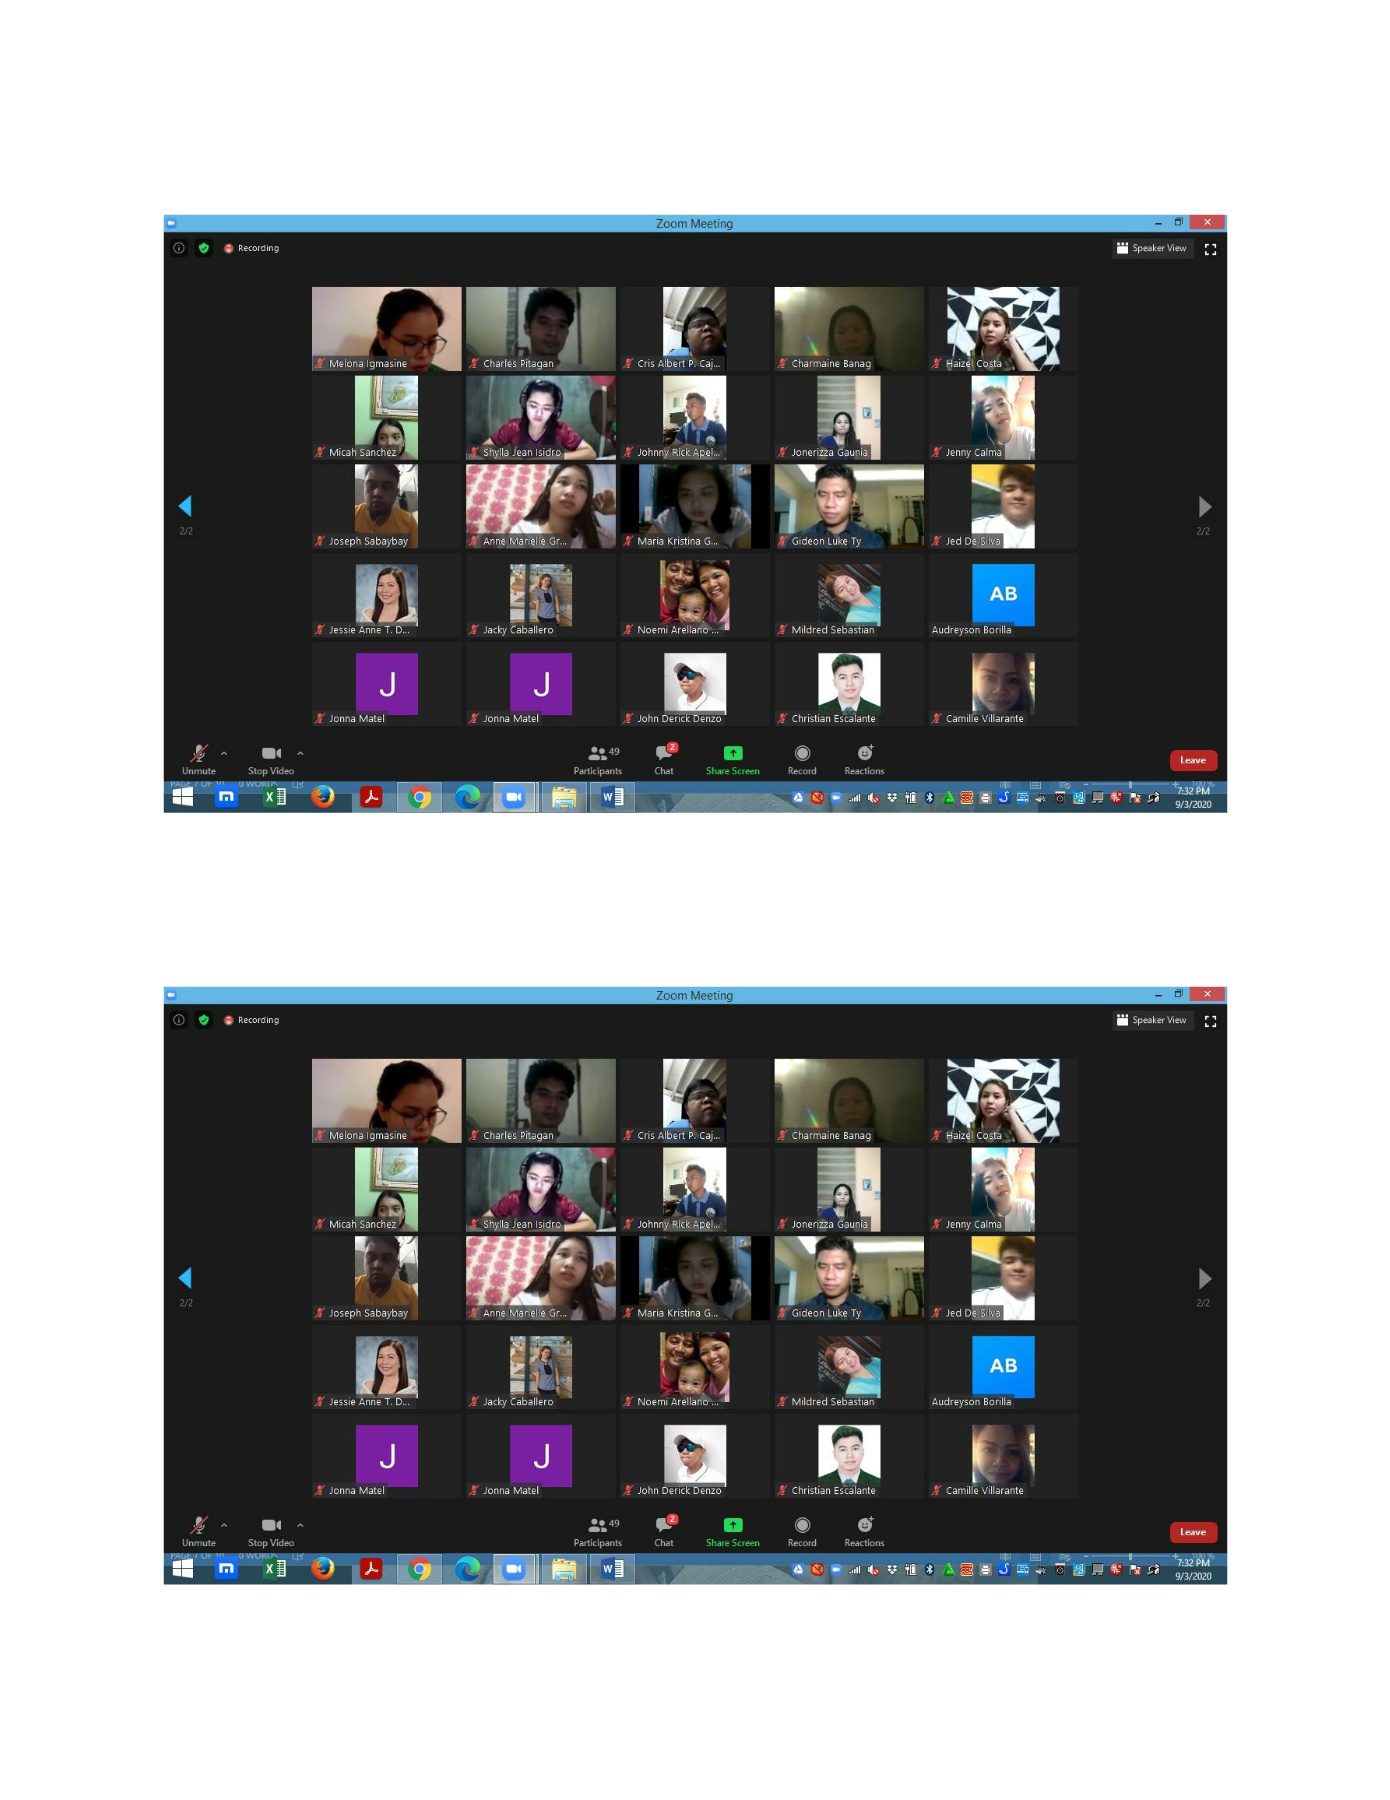 Zoom Meeting
Recording
Speaker View
Melona Igmasine
Charles Pitagan
Cris Albert P. Caj...
Charmaine Banag
Haizel Costa
Micah Sanchez
Shylla Jean Isidro
Johnny Rick Apel...
Jonerizza Gaunia
Jenny Calma
2/2
2/2
Joseph Sabaybay
Anne Marielle Gr...
Maria Kristina G...
Gideon Luke Ty
Jed De Silva
AB
Jessie Anne T. D...
Jacky Caballero
Noemi Arellano ...
Mildred Sebastian
Audreyson Borilla
J
J
Jonna Matel
Jonna Matel
John Derick Denzo
Christian Escalante
Camille Villarante
49
2
Unmute
Stop Video
Participants
Chat
Share Screen
Record
Reactions
Leave
7:32 PM
9/3/2020
Zoom Meeting
Recording
Speaker View
Melona Igmasine
Charles Pitagan
Cris Albert P. Caj...
Charmaine Banag
Haizel Costa
Micah Sanchez
Shylla Jean Isidro
Johnny Rick Apel...
Jonerizza Gaunia
Jenny Calma
2/2
2/2
Joseph Sabaybay
Anne Marielle Gr...
Maria Kristina G...
Gideon Luke Ty
Jed De Silva
AB
Jessie Anne T. D...
Jacky Caballero
Noemi Arellano ...
Mildred Sebastian
Audreyson Borilla
J
J
Jonna Matel
Jonna Matel
John Derick Denzo
Christian Escalante
Camille Villarante
49
2
Unmute
Stop Video
Participants
Chat
Share Screen
Record
Reactions
Leave
7:32 PM
9/3/2020